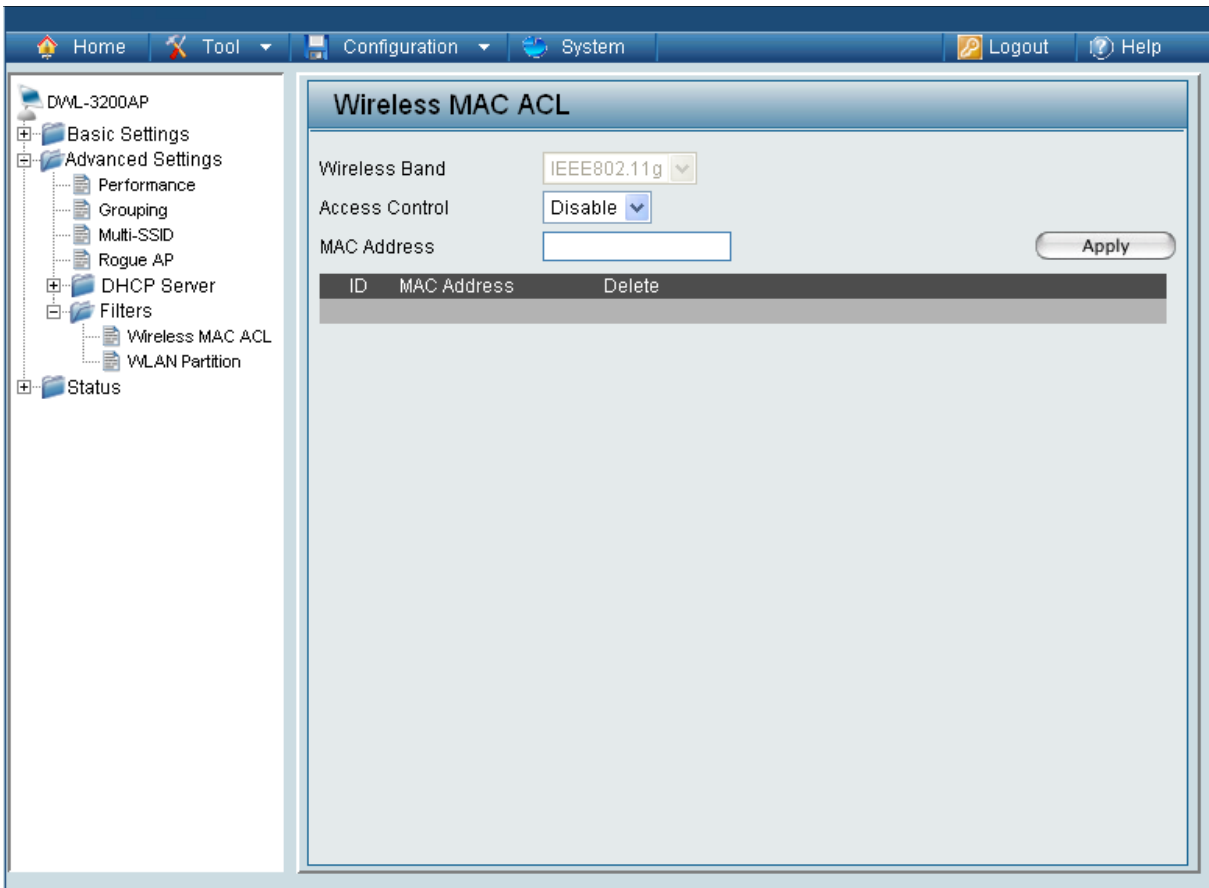 Home Tool Configuration System Logout Help
DWL-3200AP
Basic Settings
Advanced Settings
Performance
Grouping
Multi-SSID
Rogue AP
DHCP Server
Filters
Wireless MAC ACL
WLAN Partition
Status
Wireless MAC ACL
Wireless Band IEEE802.11g
Access Control Disable
MAC Address Apply
ID MAC Address Delete